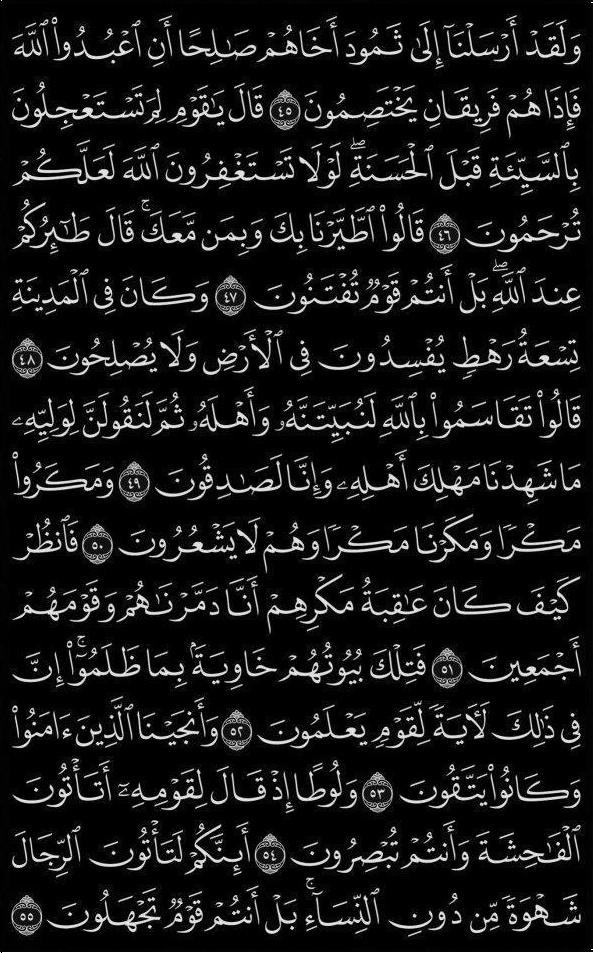 وَلَقَدْ أَرْسَلْنَآ إِلَىٰ ثَمُودَ أَخَاهُمْ صَـٰلِحًا أَنِ ٱعْبُدُوا۟ ٱللَّهَ
فَإِذَا هُمْ فَرِيقَانِ يَخْتَصِمُونَ ٤٥ قَالَ يَـٰقَوْمِ لِمَ تَسْتَعْجِلُونَ
بِٱلسَّيِّئَةِ قَبْلَ ٱلْحَسَنَةِ ۖ لَوْلَا تَسْتَغْفِرُونَ ٱللَّهَ لَعَلَّكُمْ
تُرْحَمُونَ ٤٦ قَالُوا۟ ٱطَّيَّرْنَا بِكَ وَبِمَن مَّعَكَ ۚ قَالَ طَـٰٓئِرُكُمْ
عِندَ ٱللَّهِ ۖ بَلْ أَنتُمْ قَوْمٌ تُفْتَنُونَ ٤٧ وَكَانَ فِى ٱلْمَدِينَةِ
تِسْعَةُ رَهْطٍ يُفْسِدُونَ فِى ٱلْأَرْضِ وَلَا يُصْلِحُونَ ٤٨
قَالُوا۟ تَقَاسَمُوا۟ بِٱللَّهِ لَنُبَيِّتَنَّهُۥ وَأَهْلَهُۥ ثُمَّ لَنَقُولَنَّ لِوَلِيِّهِۦ
مَا شَهِدْنَا مَهْلِكَ أَهْلِهِۦ وَإِنَّا لَصَـٰدِقُونَ ٤٩ وَمَكَرُوا۟
مَكْرًا وَمَكَرْنَا مَكْرًا وَهُمْ لَا يَشْعُرُونَ ٥٠ فَٱنظُرْ
كَيْفَ كَانَ عَـٰقِبَةُ مَكْرِهِمْ أَنَّا دَمَّرْنَـٰهُمْ وَقَوْمَهُمْ
أَجْمَعِينَ ٥١ فَتِلْكَ بُيُوتُهُمْ خَاوِيَةًۢ بِمَا ظَلَمُوٓا۟ ۗ إِنَّ
فِى ذَٰلِكَ لَـَٔايَةً لِّقَوْمٍ يَعْلَمُونَ ٥٢ وَأَنجَيْنَا ٱلَّذِينَ ءَامَنُوا۟
وَكَانُوا۟ يَتَّقُونَ ٥٣ وَلُوطًا إِذْ قَالَ لِقَوْمِهِۦٓ أَتَأْتُونَ
ٱلْفَـٰحِشَةَ وَأَنتُمْ تُبْصِرُونَ ٥٤ أَئِنَّكُمْ لَتَأْتُونَ ٱلرِّجَالَ
شَهْوَةً مِّن دُونِ ٱلنِّسَآءِ ۚ بَلْ أَنتُمْ قَوْمٌ تَجْهَلُونَ ٥٥